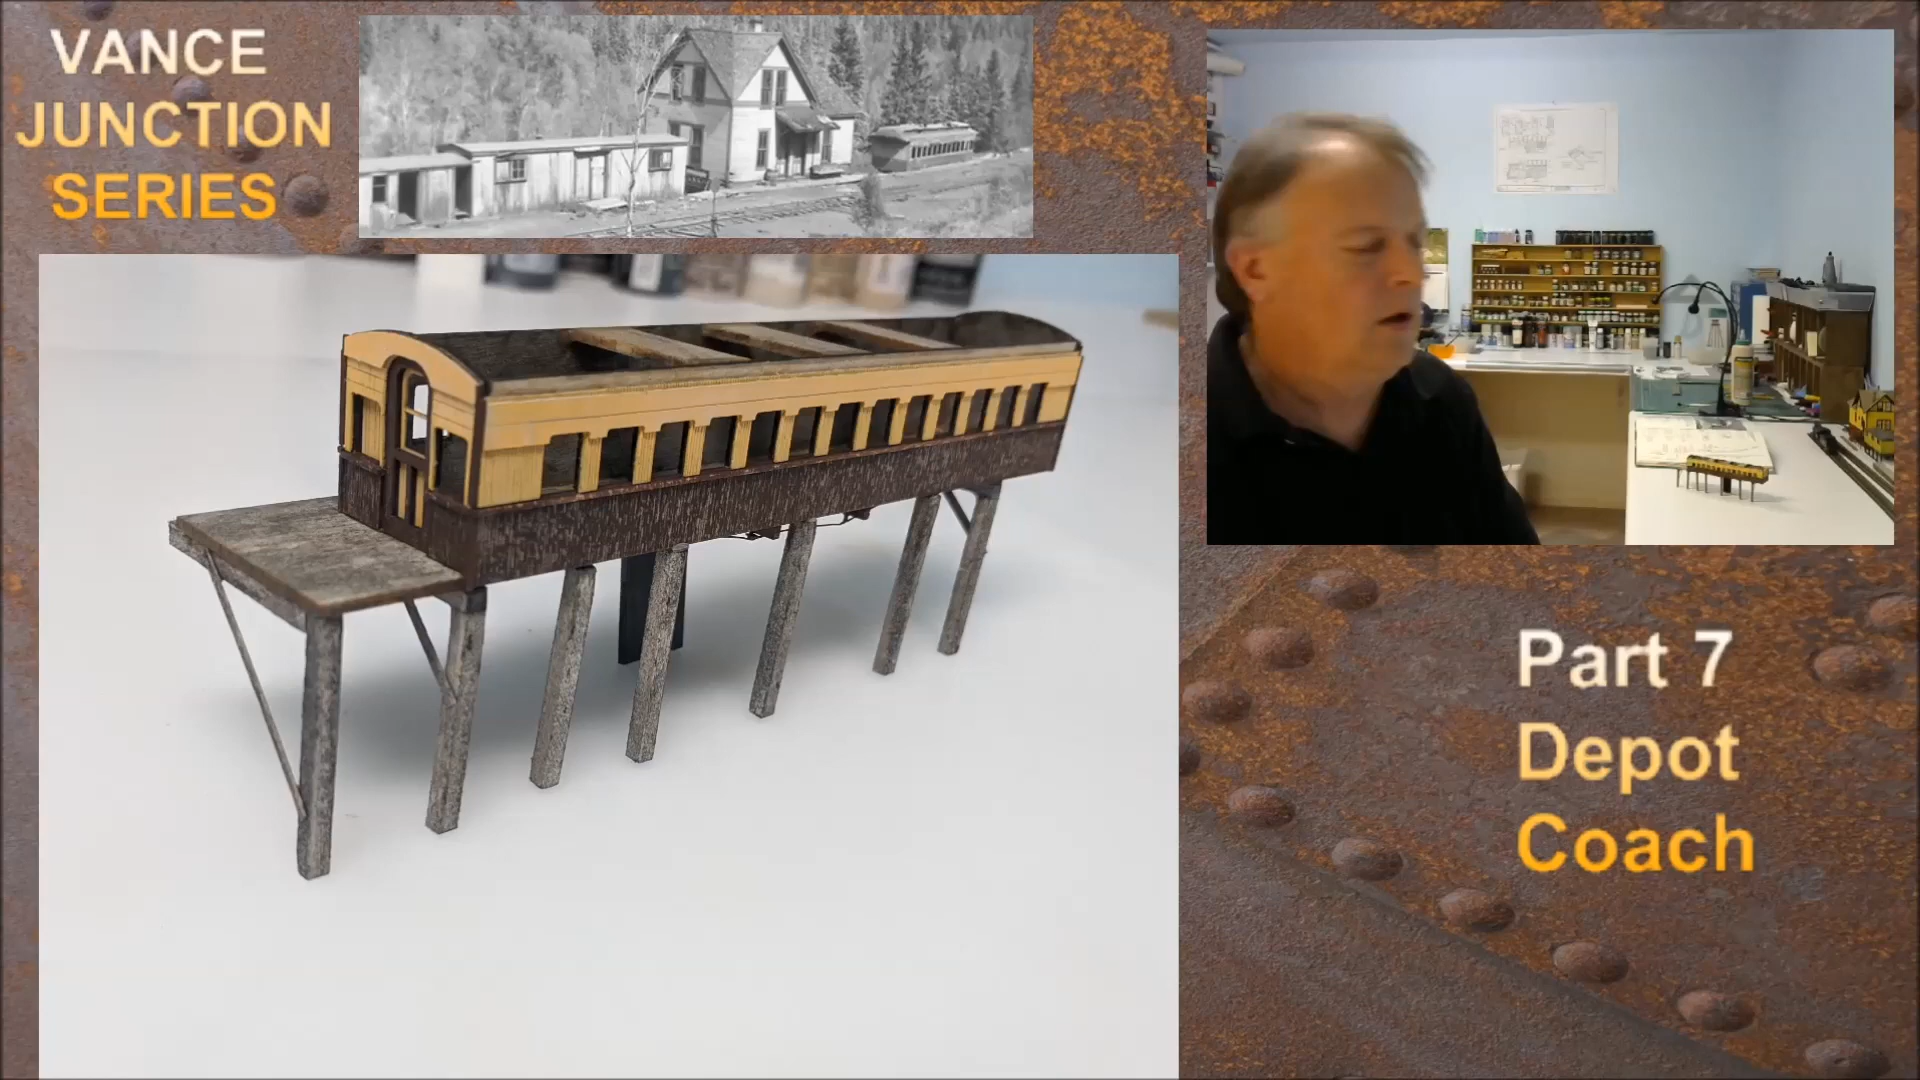 VANCE
JUNCTION
SERIES
Part 7
Depot
Coach